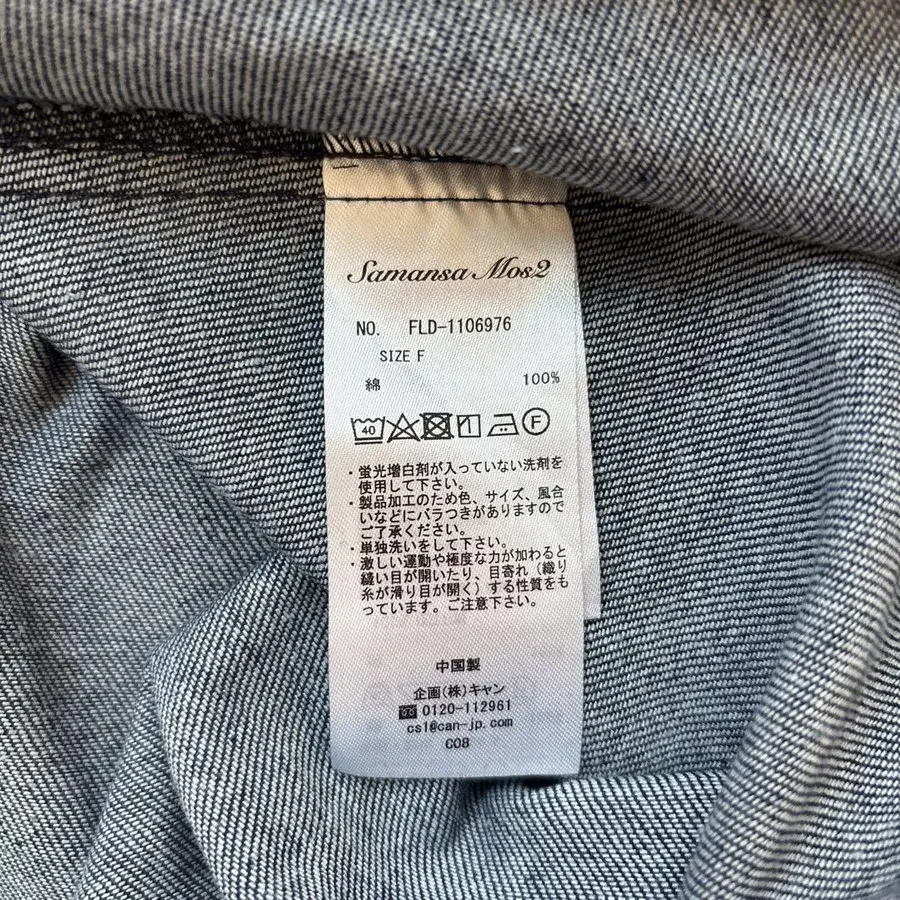 Samansa Mos2
NO. FLD-1106976
SIZE F
綿 100%
40 F
・蛍光増白剤が入っていない洗剤を
使用して下さい。
・製品加工のため色、サイズ、風合
いなどにバラつきがありますので
ご了承ください。
・単独洗いをして下さい。
・激しい運動や極度な力が加わると
縫い目が開いたり、目寄れ(織り
糸が滑り目が開く)する性質をも
っています。ご注意下さい。
中国製
企画(株)キャン
0120-112961
cs1@can-jp.com
C08